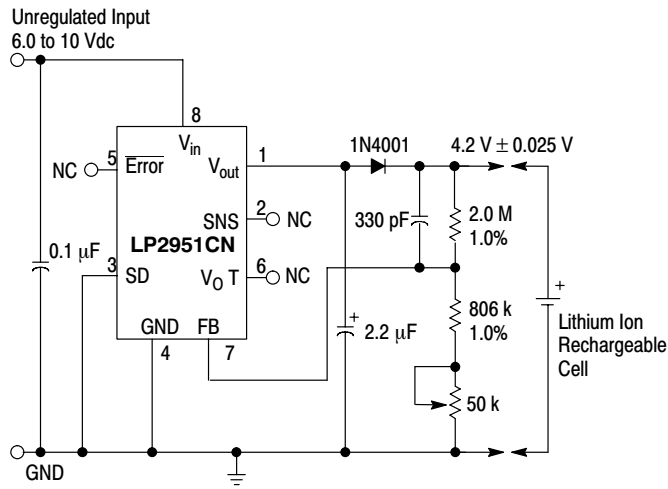 Unregulated Input
6.0 to 10 Vdc
8
Vin
5
Error
NC
Vout
1
1N4001
4.2 V ± 0.025 V
SNS
2
NC
330 pF
2.0 M
1.0%
LP2951CN
0.1 µF
3
SD
VO T
6
NC
GND
FB
4
7
2.2 µF
+
806 k
1.0%
+
Lithium Ion
Rechargeable
Cell
50 k
GND